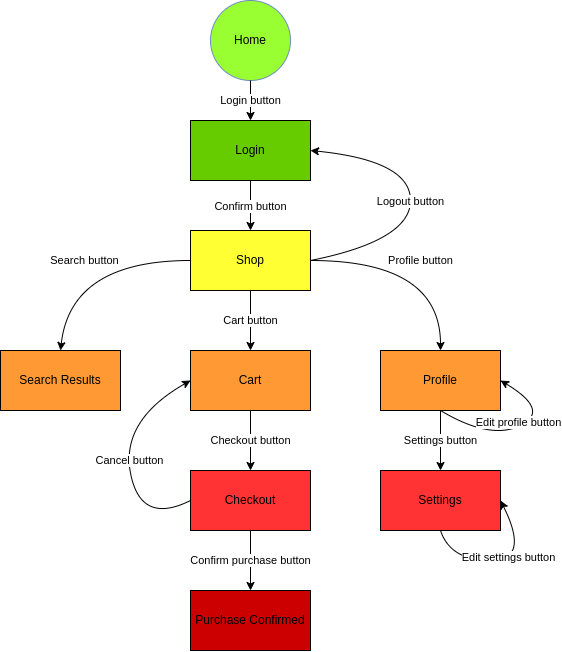 Home
Login button
Login
Confirm button
Logout button
Shop
Search button
Profile button
Cart button
Search Results
Cart
Profile
Edit profile button
Checkout button
Settings button
Cancel button
Checkout
Settings
Edit settings button
Confirm purchase button
Purchase Confirmed